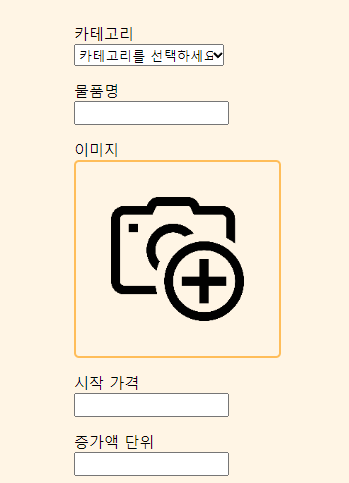 카테고리
카테고리를 선택하세요
물품명
이미지
시작 가격
증가액 단위